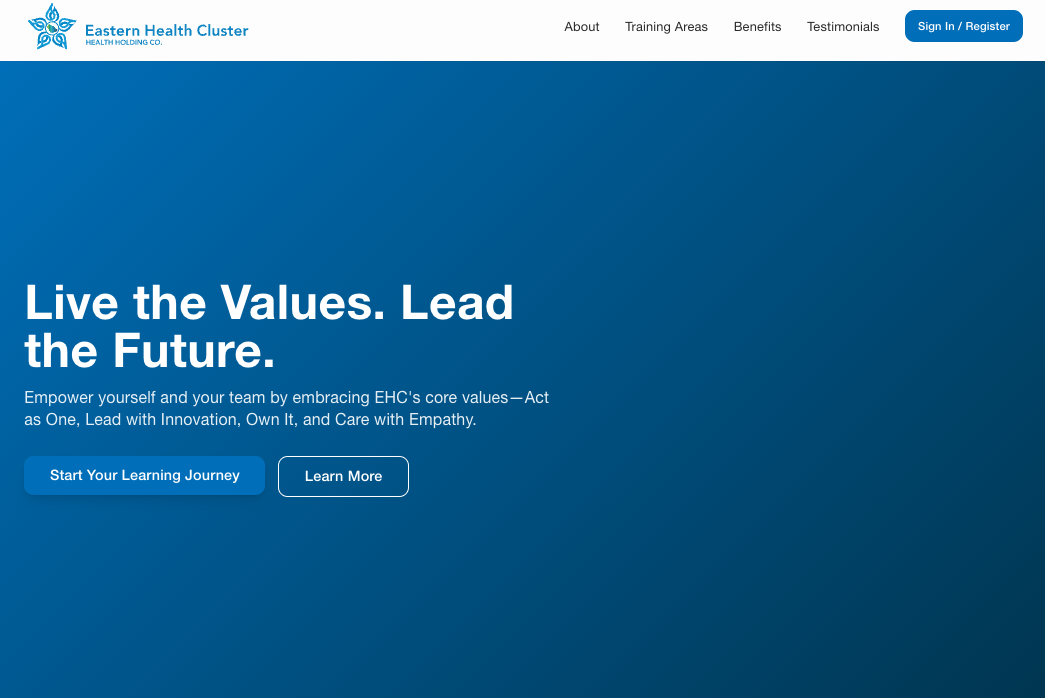 Eastern Health Cluster
HEALTH HOLDING CO.
About
Training Areas
Benefits
Testimonials
Sign In / Register
Live the Values. Lead
the Future.
Empower yourself and your team by embracing EHC's core values—Act
as One, Lead with Innovation, Own It, and Care with Empathy.
Start Your Learning Journey
Learn More